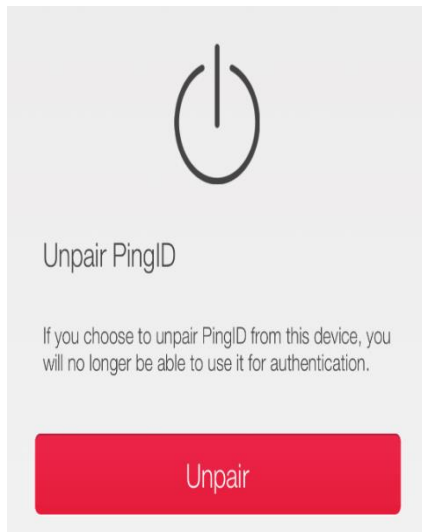 Unpair PingID
If you choose to unpair PingID from this device, you
will no longer be able to use it for authentication.
Unpair